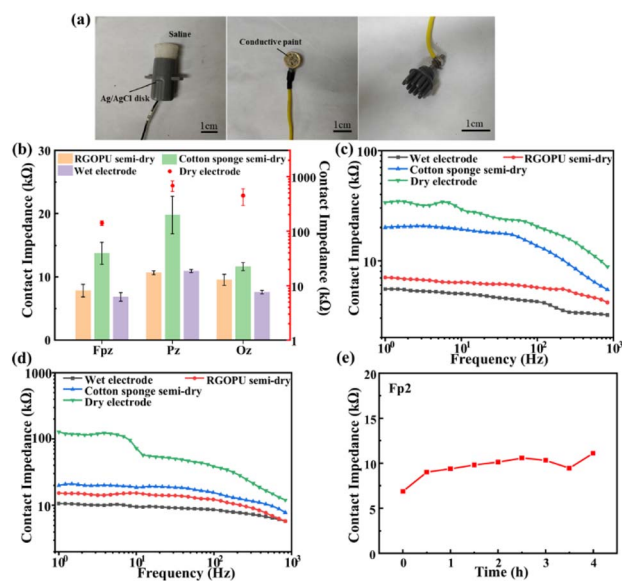 (a)
Saline
Ag/AgCl disk
1cm
Conductive paint
1cm
1cm
(b)
RGOPU semi-dry
Cotton sponge semi-dry
Wet electrode
Dry electrode
Contact Impedance (kΩ)
30
20
10
0
Fpz
Pz
Oz
1000
100
10
1
Contact Impedance (kΩ)
(c)
Wet electrode
RGOPU semi-dry
Cotton sponge semi-dry
Dry electrode
Contact Impedance (kΩ)
100
10
10⁰
10¹
10²
10³
Frequency (Hz)
(d)
Wet electrode
RGOPU semi-dry
Cotton sponge semi-dry
Dry electrode
Contact Impedance (kΩ)
1000
100
10
10⁰
10¹
10²
10³
Frequency (Hz)
(e)
Fp2
Contact Impedance (kΩ)
20
15
10
5
0
0
1
2
3
4
Time (h)